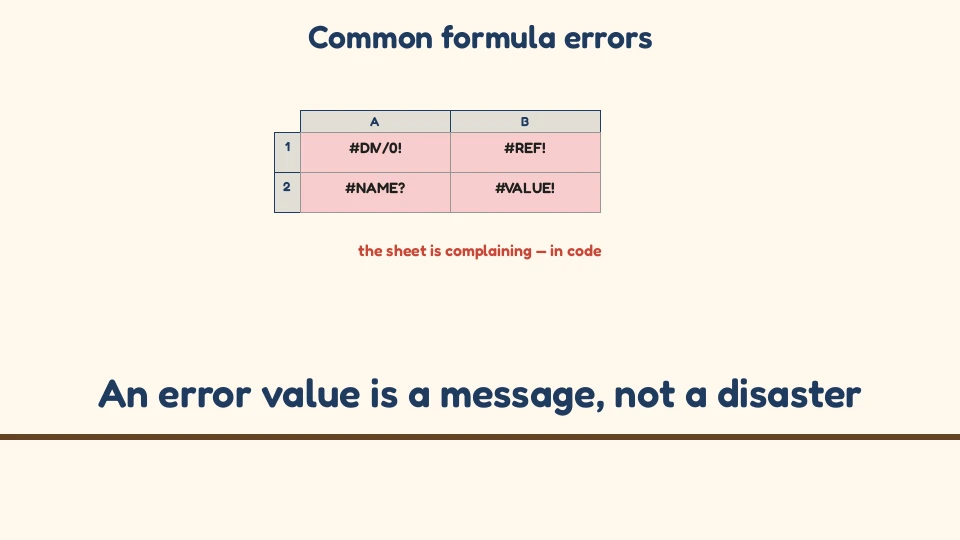 Common formula errors
A B
1 #DIV/0! #REF!
2 #NAME? #VALUE!
the sheet is complaining — in code
An error value is a message, not a disaster